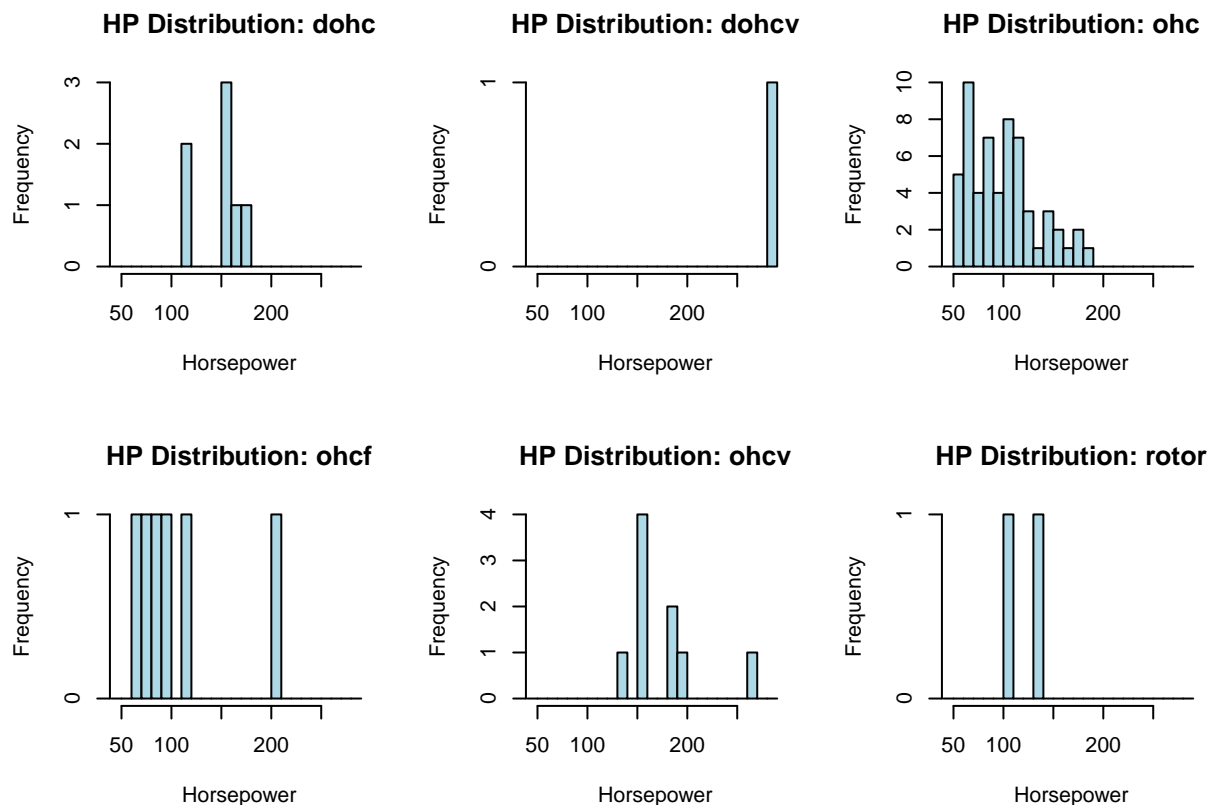 HP Distribution: dohc
Frequency
3
2
1
0
50 100 200
Horsepower
HP Distribution: dohcv
Frequency
1
0
50 100 200
Horsepower
HP Distribution: ohc
Frequency
10
8
6
4
2
0
50 100 200
Horsepower
HP Distribution: ohcf
Frequency
1
0
50 100 200
Horsepower
HP Distribution: ohcv
Frequency
4
3
2
1
0
50 100 200
Horsepower
HP Distribution: rotor
Frequency
1
0
50 100 200
Horsepower